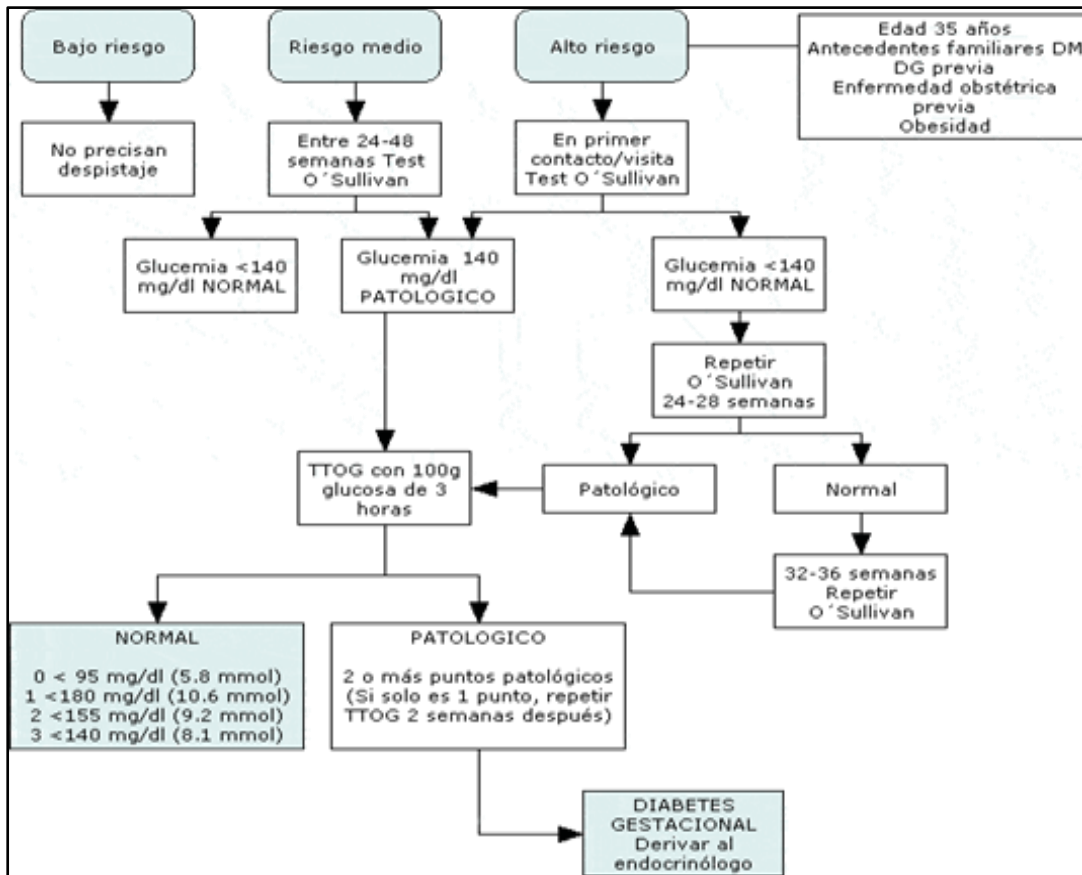 Bajo riesgo
Riesgo medio
Alto riesgo
Edad 35 años
Antecedentes familiares DM
DG previa
Enfermedad obstétrica
previa
Obesidad
No precisan
despistaje
Entre 24-48
semanas Test
O´Sullivan
En primer
contacto/visita
Test O´Sullivan
Glucemia <140
mg/dl NORMAL
Glucemia 140
mg/dl
PATOLOGICO
Glucemia <140
mg/dl NORMAL
Repetir
O´Sullivan
24-28 semanas
TTOG con 100g
glucosa de 3
horas
Patológico
Normal
32-36 semanas
Repetir
O´Sullivan
NORMAL
0 < 95 mg/dl (5.8 mmol)
1 <180 mg/dl (10.6 mmol)
2 <155 mg/dl (9.2 mmol)
3 <140 mg/dl (8.1 mmol)
PATOLOGICO
2 o más puntos patológicos
(Si solo es 1 punto, repetir
TTOG 2 semanas después)
DIABETES
GESTACIONAL
Derivar al
endocrinólogo